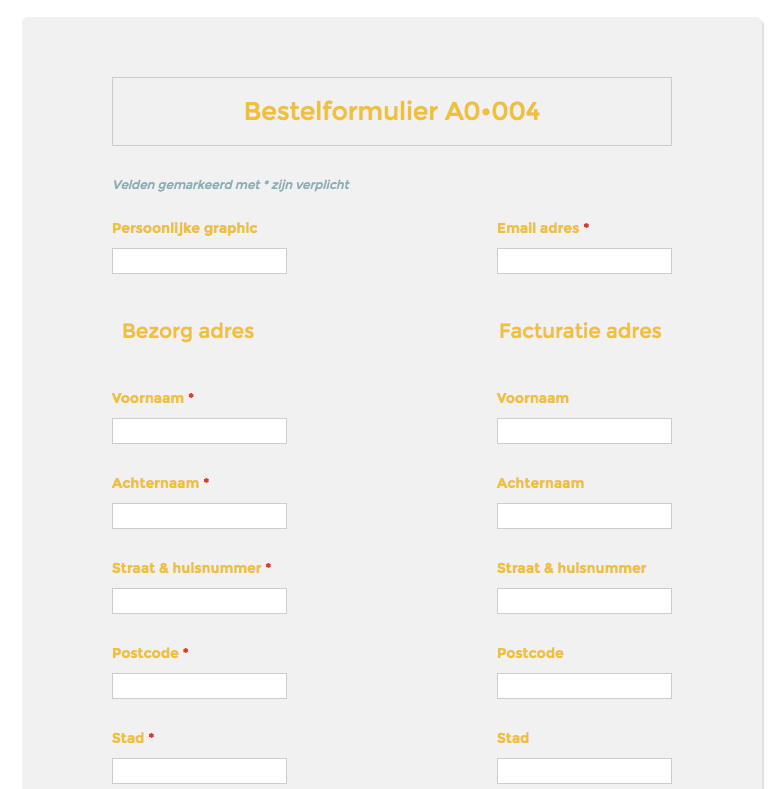 Bestelformulier A0•004
Velden gemarkeerd met * zijn verplicht
Persoonlijke graphic
Email adres *
Bezorg adres
Facturatie adres
Voornaam *
Voornaam
Achternaam *
Achternaam
Straat & huisnummer *
Straat & huisnummer
Postcode *
Postcode
Stad *
Stad